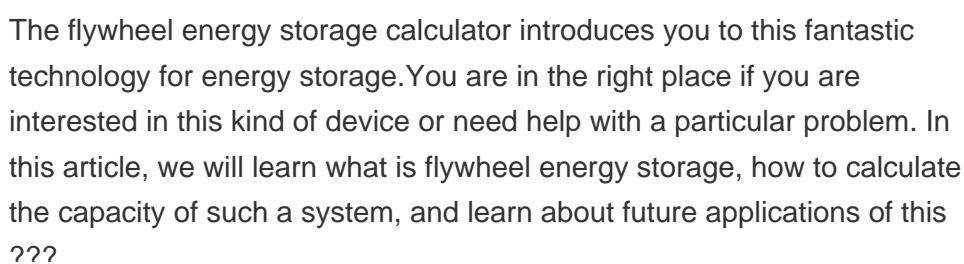 The flywheel energy storage calculator introduces you to this fantastic
technology for energy storage.You are in the right place if you are
interested in this kind of device or need help with a particular problem. In
this article, we will learn what is flywheel energy storage, how to calculate
the capacity of such a system, and learn about future applications of this
???